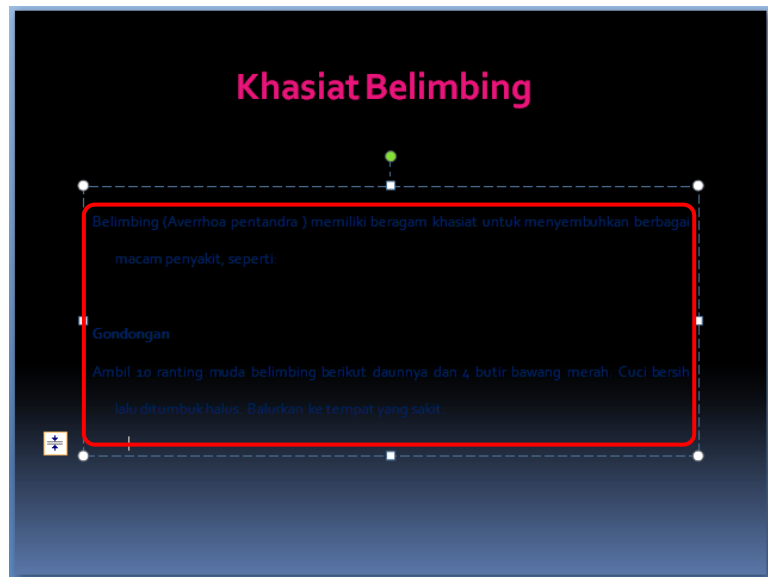 Khasiat Belimbing
Belimbing (Averrhoa pentandra ) memiliki beragam khasiat untuk menyembuhkan berbagai
macam penyakit, seperti:
Gondongan
Ambil 10 ranting muda belimbing berikut daunnya dan 4 butir bawang merah. Cuci bersih
lalu ditumbuk halus. Balurkan ke tempat yang sakit.